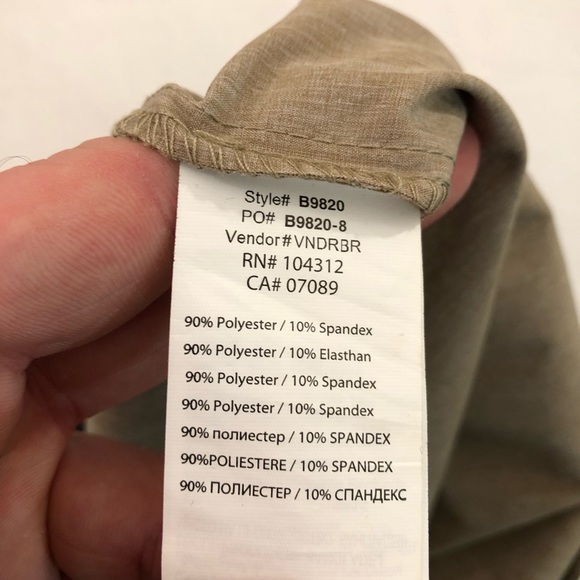 Style# B9820
PO# B9820-8
Vendor#VNDRBR
RN# 104312
CA# 07089
90% Polyester / 10% Spandex
90% Polyester / 10% Elasthan
90% Polyester / 10% Spandex
90% Polyester / 10% Spandex
90% полиестер / 10% SPANDEX
90%POLIESTERE / 10% SPANDEX
90% ПОЛИЕСТЕР / 10% СПАНДЕКС